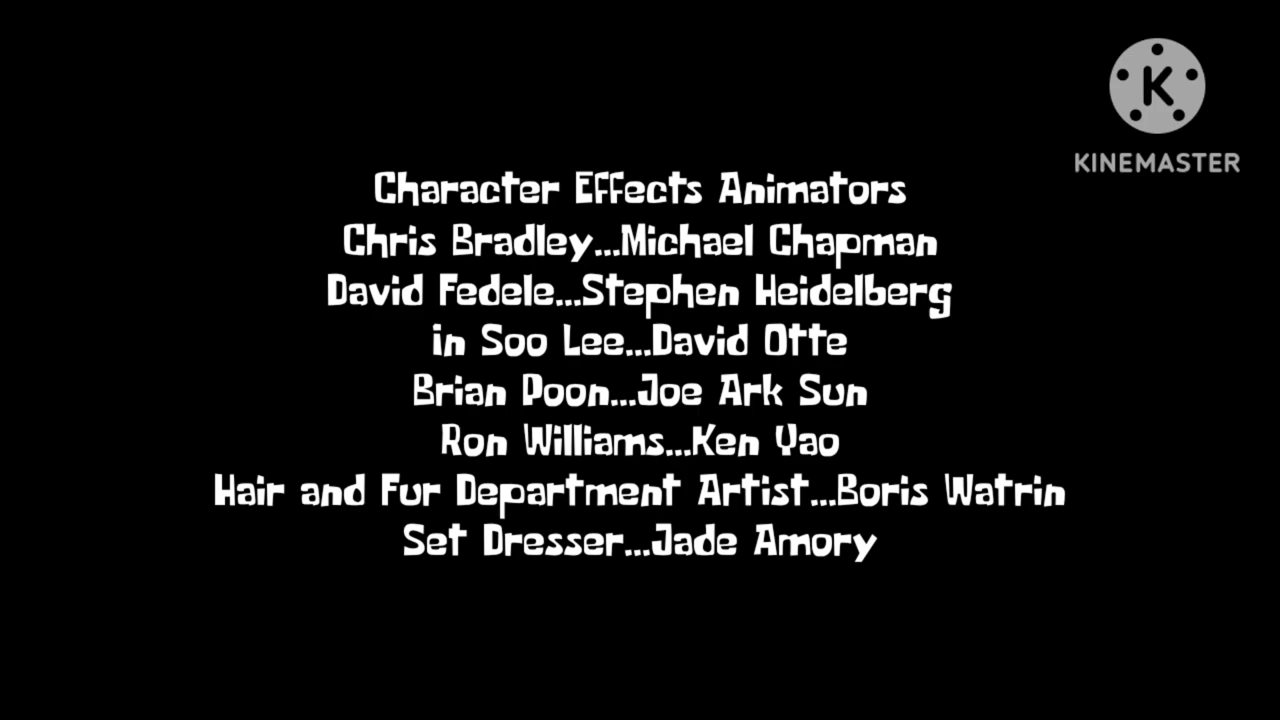 K
KINEMASTER
Character Effects Animators
Chris Bradley...Michael Chapman
David Fedele...Stephen Heidelberg
in Soo Lee...David Otte
Brian Poon...Joe Ark Sun
Ron Williams...Ken Yao
Hair and Fur Department Artist...Boris Watrin
Set Dresser...Jade Amory